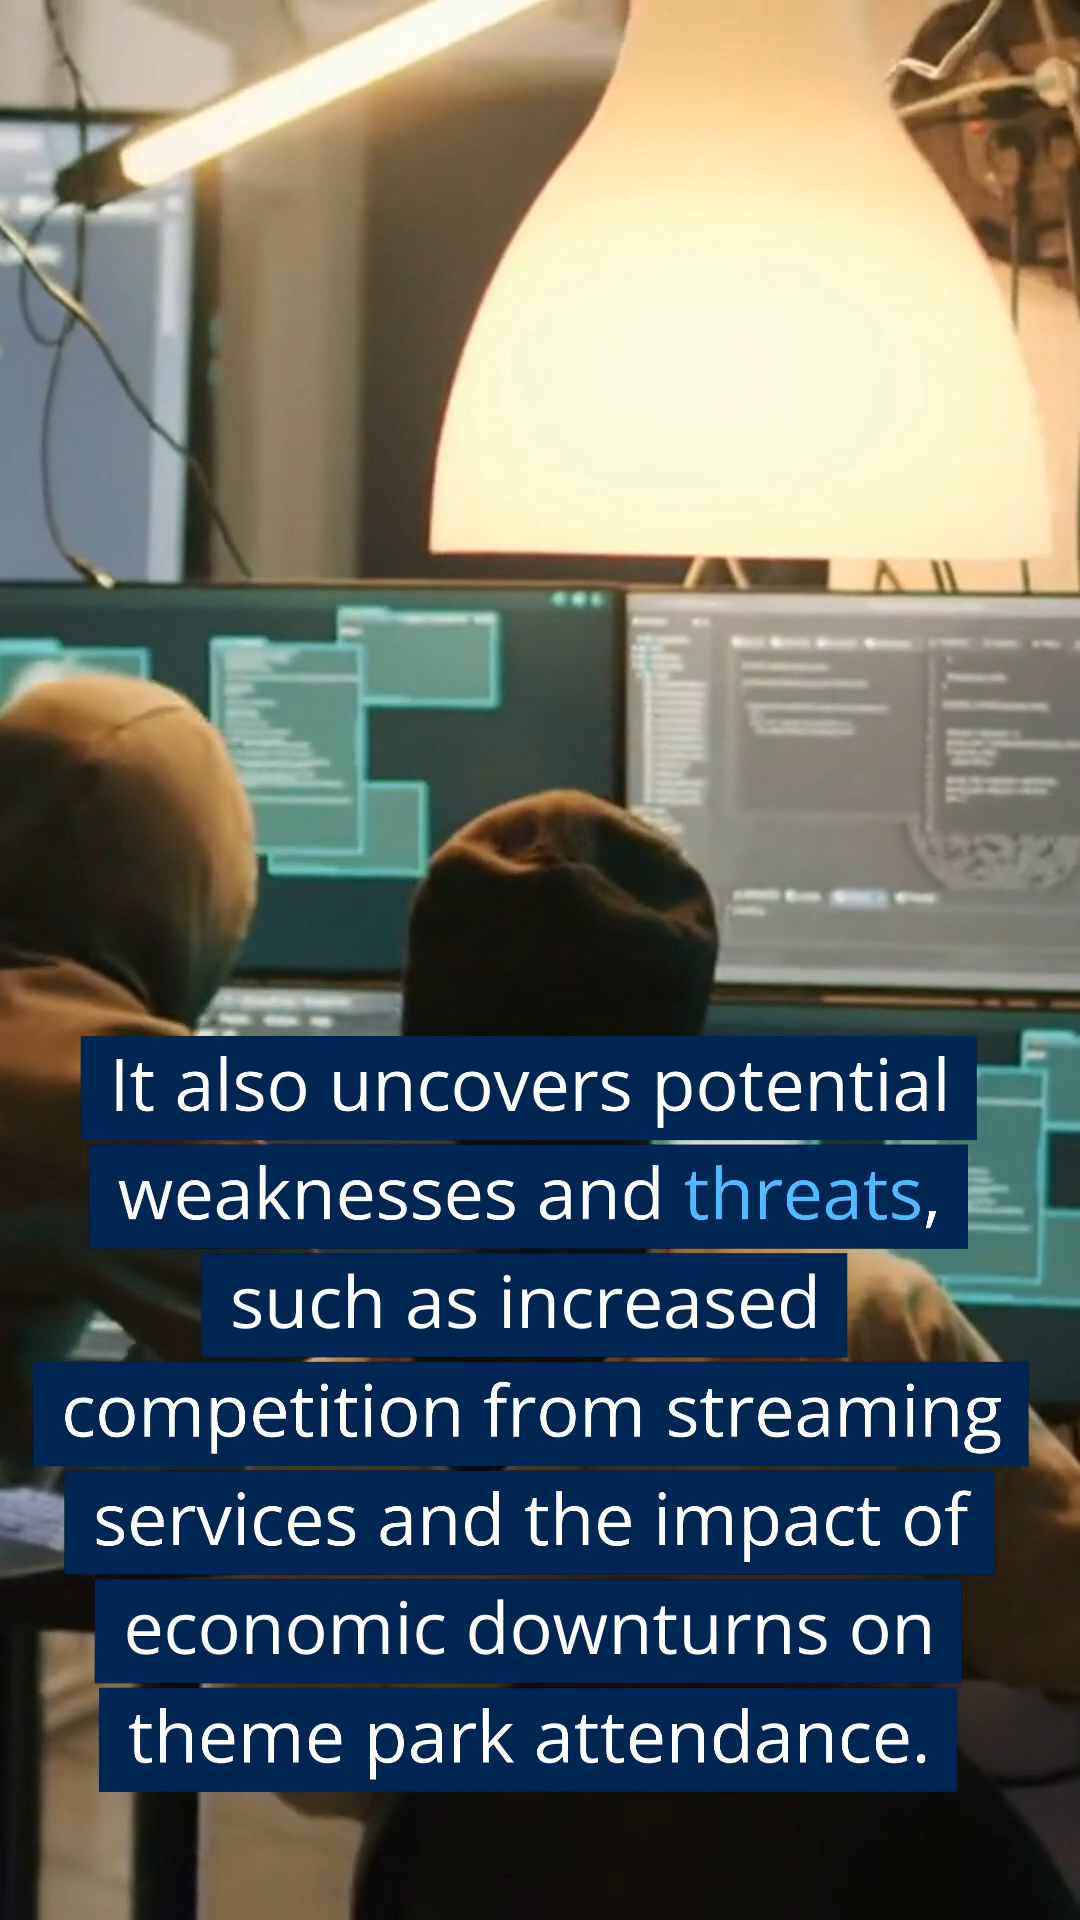 It also uncovers potential
weaknesses and threats,
such as increased
competition from streaming
services and the impact of
economic downturns on
theme park attendance.